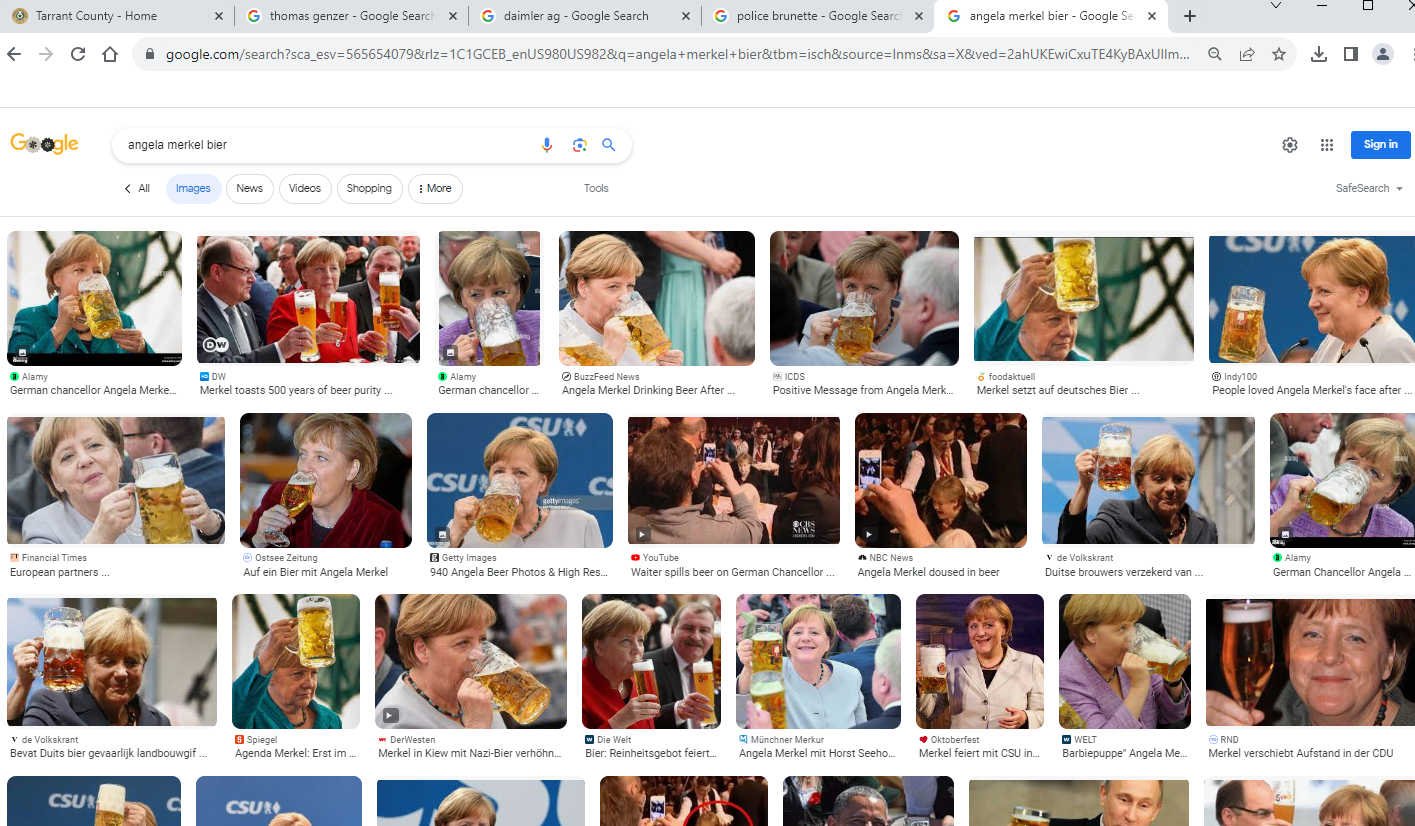 Tarrant County - Home
thomas genzer - Google Search
daimler ag - Google Search
police brunette - Google Searc
angela merkel bier - Google Se
google.com/search?sca_esv=565654079&rlz=1C1GCEB_enUS980US982&q=angela+merkel+bier&tbm=isch&source=lnms&sa=X&ved=2ahUKEwiCxuTE4KyBAxUIlm...
Google
angela merkel bier
Sign in
All
Images
News
Videos
Shopping
More
Tools
SafeSearch
CSU
DW
Alamy
DW
Alamy
BuzzFeed News
ICDS
foodaktuell
Indy100
German chancellor Angela Merke...
Merkel toasts 500 years of beer purity ...
German chancellor ...
Angela Merkel Drinking Beer After ...
Positive Message from Angela Merk...
Merkel setzt auf deutsches Bier ...
People loved Angela Merkel's face after ...
CSU
CSU
gettyimages
CBS NEWS
Financial Times
Ostsee Zeitung
Getty Images
YouTube
NBC News
de Volkskrant
Alamy
European partners ...
Auf ein Bier mit Angela Merkel
940 Angela Beer Photos & High Res...
Waiter spills beer on German Chancellor ...
Angela Merkel doused in beer
Duitse brouwers verzekerd van ...
German Chancellor Angela ...
de Volkskrant
Spiegel
DerWesten
Die Welt
Münchner Merkur
Oktoberfest
WELT
RND
Bevat Duits bier gevaarlijk landbouwgif ...
Agenda Merkel: Erst im ...
Merkel in Kiew mit Nazi-Bier verhöhn...
Bier: Reinheitsgebot feiert...
Angela Merkel mit Horst Seeho...
Merkel feiert mit CSU in...
Barbiepuppe" Angela Me...
Merkel verschiebt Aufstand in der CDU
CSU
CSU